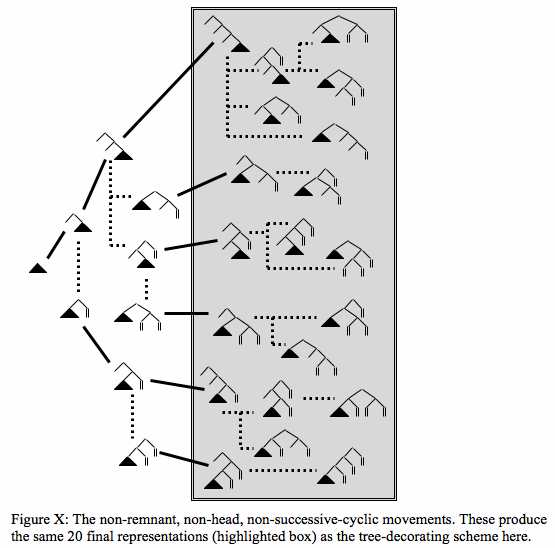 Figure X: The non-remnant, non-head, non-successive-cyclic movements. These produce
the same 20 final representations (highlighted box) as the tree-decorating scheme here.